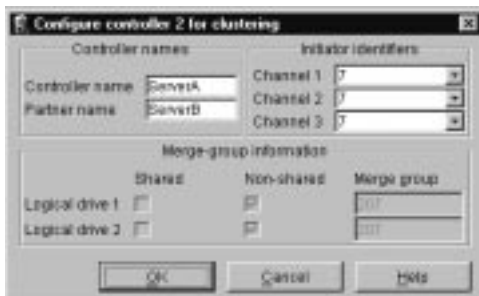 Configure controller 2 for clustering
Controller names
Controller name ServerA
Partner name ServerB
Initiator identifiers
Channel 1 7
Channel 2 7
Channel 3 7
Merge-group information
Shared Non-shared Merge group
Logical drive 1
Logical drive 2
OK Cancel Help